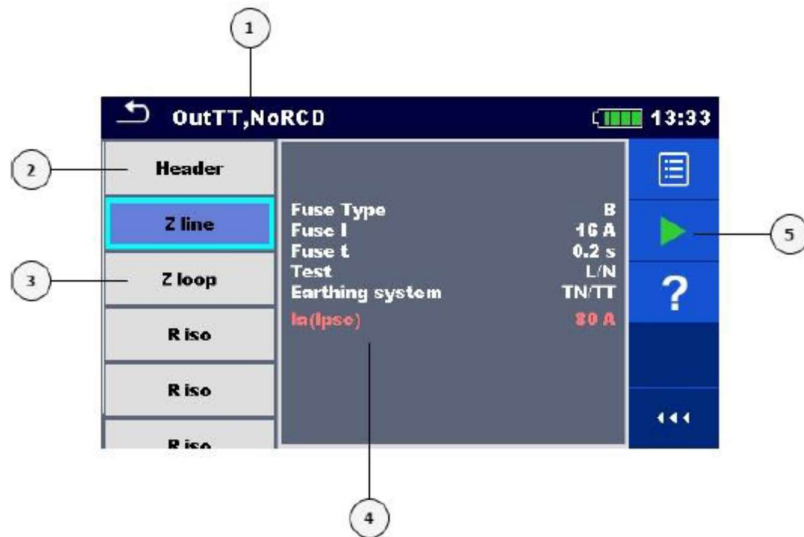 1
OutTT,NoRCD 13:33
2
Header
Z line
Fuse Type B
Fuse I 16 A
Fuse t 0.2 s
Test L/N
Earthing system TN/TT
Ia(Ipsc) 80 A
5
3
Z loop
?
R iso
R iso
R iso
4